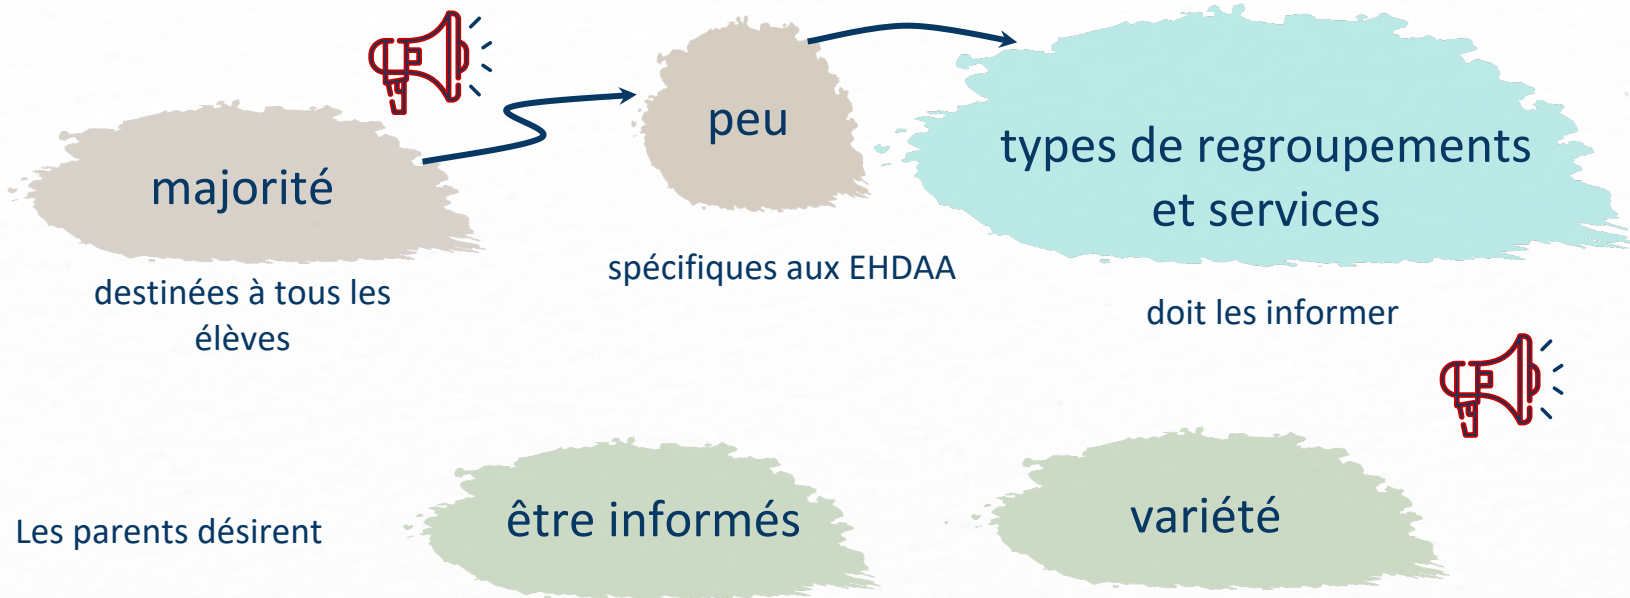 majorité
destinées à tous les
élèves
peu
spécifiques aux EHDAA
types de regroupements
et services
doit les informer
Les parents désirent
être informés
variété